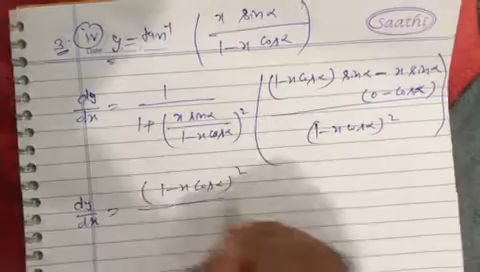 Saathi
3. (iv) y = tan⁻¹ (x sinα / (1 - x cosα))
Date
dy/dx = 1 / (1 + (x sinα / (1 - x cosα))²) (((1 - x cosα) sinα - x sinα (0 - cosα)) / (1 - x cosα)²)
dy/dx = (1 - x cosα)²